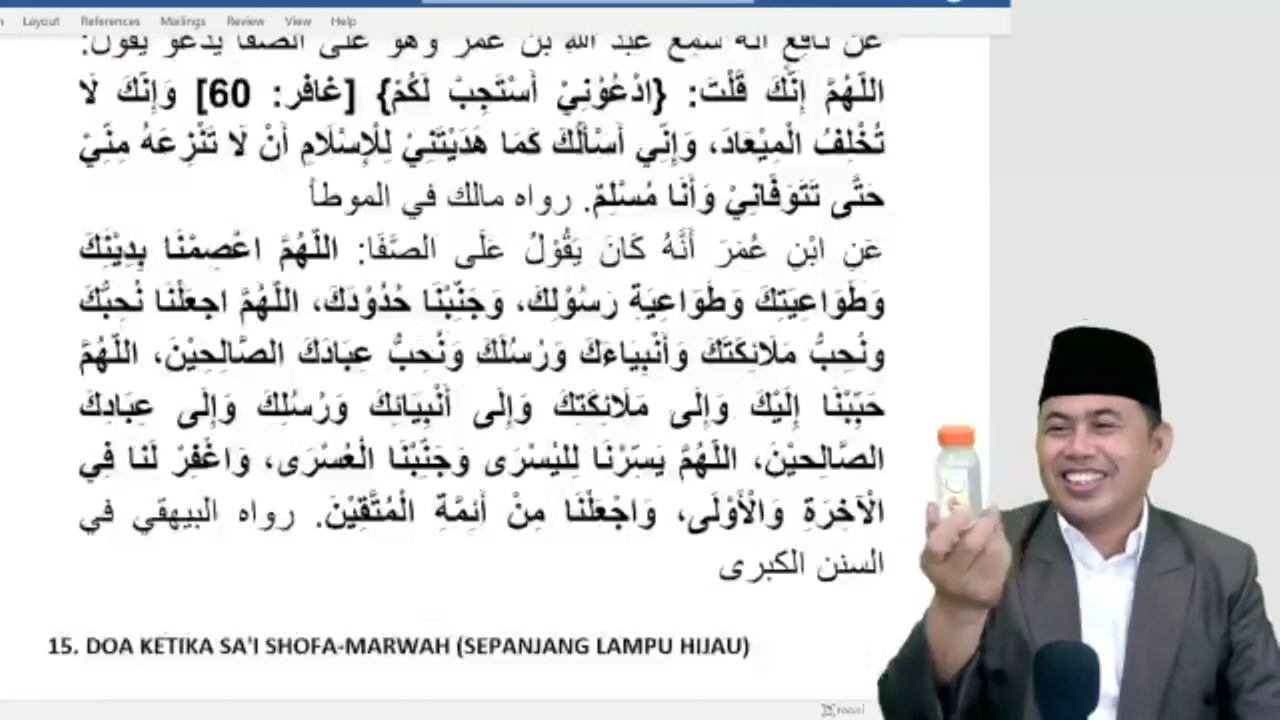 Layout References Mailings Review View Help
عن نافع أنه سمع عبد الله بن عمر وهو على الصفا يدعو يقول:
اللّهُمَّ إِنَّكَ قُلْتَ: {ادْعُوْنِيْ أَسْتَجِبْ لَكُمْ} [غافر: 60] وَإِنَّكَ لَا
تُخْلِفُ الْمِيْعَادَ، وَإِنِّي أَسْأَلُكَ كَمَا هَدَيْتَنِيْ لِلْإِسْلَامِ أَنْ لَا تَنْزِعَهُ مِنِّيْ
حَتَّى تَتَوَفَّانِيْ وَأَنَا مُسْلِمٌ. رواه مالك في الموطأ
عَنِ ابْنِ عُمَرَ أَنَّهُ كَانَ يَقُوْلُ عَلَى الصَّفَا: اللّهُمَّ اعْصِمْنَا بِدِيْنِكَ
وَطَوَاعِيَتِكَ وَطَوَاعِيَةِ رَسُوْلِكَ، وَجَنِّبْنَا حُدُوْدَكَ، اللّهُمَّ اجعَلْنَا نُحِبُّكَ
ونُحِبُّ مَلَائِكَتَكَ وَأَنْبِيَاءَكَ وَرُسُلَكَ وَنُحِبُّ عِبَادَكَ الصَّالِحِيْنَ، اللّهُمَّ
حَبِّبْنَا إِلَيْكَ وَإِلَى مَلَائِكَتِكَ وَإِلَى أَنْبِيَائِكَ وَرُسُلِكَ وَإِلَى عِبَادِكَ
الصَّالِحِيْنَ، اللّهُمَّ يَسِّرْنَا لِليُسْرَى وَجَنِّبْنَا الْعُسْرَى، وَاغْفِرْ لَنَا فِي
الْآخِرَةِ وَالْأُوْلَى، وَاجْعَلْنَا مِنْ أَئِمَّةِ الْمُتَّقِيْنَ. رواه البيهقي في
السنن الكبرى
15. DOA KETIKA SA'I SHOFA-MARWAH (SEPANJANG LAMPU HIJAU)
Focus